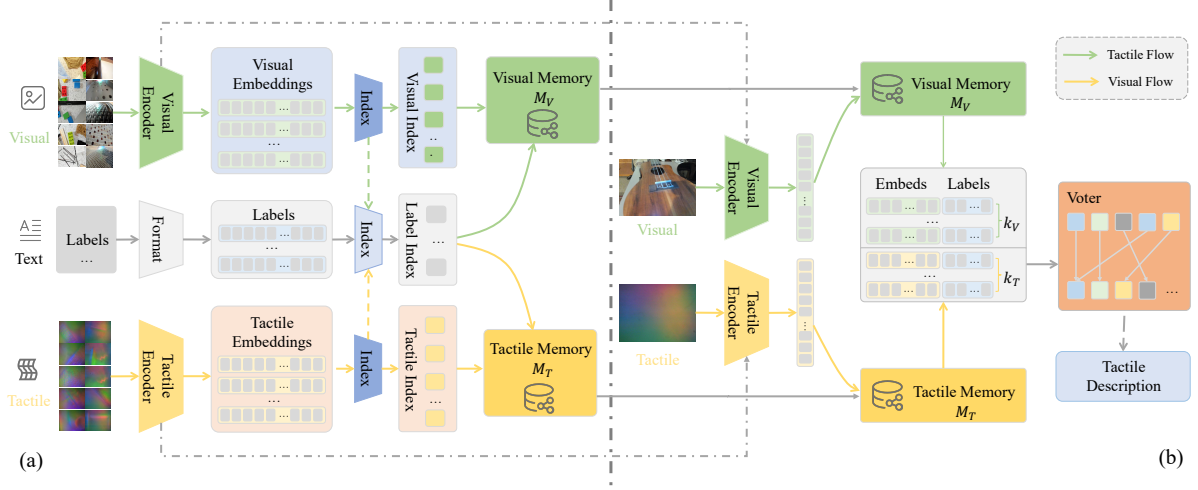 Visual
Visual
Encoder
Visual
Embeddings
...
...
...
...
Index
Visual Index
..
.
Visual Memory
M_V
Text
Labels
...
Format
Labels
...
...
...
Index
Label Index
...
Tactile
Tactile
Encoder
Tactile
Embeddings
...
...
...
...
Index
Tactile Index
...
Tactile Memory
M_T
(a)
Visual
Visual
Encoder
...
Tactile
Tactile
Encoder
...
Visual Memory
M_V
Embeds Labels
... ...
...
... ...
k_V
... ...
...
... ...
k_T
Tactile Memory
M_T
Tactile Flow
Visual Flow
Voter
...
Tactile
Description
(b)